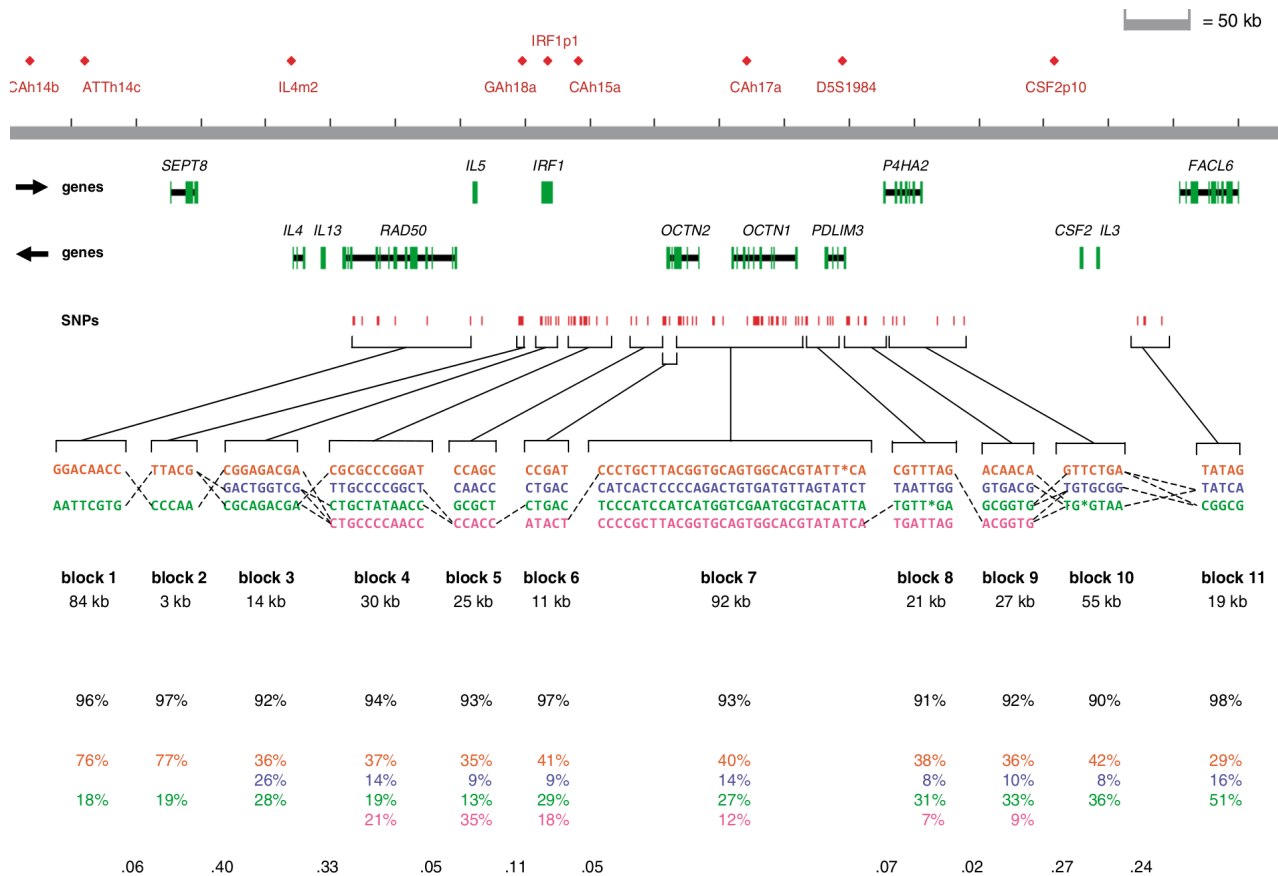 = 50 kb
IRF1p1
CAh14b ATTh14c IL4m2 GAh18a CAh15a CAh17a D5S1984 CSF2p10
SEPT8 IL5 IRF1 P4HA2 FACL6
genes
IL4 IL13 RAD50 OCTN2 OCTN1 PDLIM3 CSF2 IL3
genes
SNPs
GGACAACC TTACG CGGAGACGA CGCGCCCGGAT CCAGC CCGAT CCCTGCTTACGGTGCAGTGGCACGTATT*CA CGTTTAG ACAACA GTTCTGA TATAG
GACTGGTCG TTGCCCCGGCT CAACC CTGAC CATCACTCCCCAGACTGTGATGTTAGTATCT TAATTGG GTGACG TGTGCGG TATCA
AATTCGTG CCCAA CGCAGACGA CTGCTATAACC GCGCT CTGAC TCCCATCCATCATGGTCGAATGCGTACATTA TGTT*GA GCGGTG TG*GTAA CGGCG
CTGCCCCAACC CCACC ATACT CCCCGCTTACGGTGCAGTGGCACGTATATCA TGATTAG ACGGTG
block 1 block 2 block 3 block 4 block 5 block 6 block 7 block 8 block 9 block 10 block 11
84 kb 3 kb 14 kb 30 kb 25 kb 11 kb 92 kb 21 kb 27 kb 55 kb 19 kb
96% 97% 92% 94% 93% 97% 93% 91% 92% 90% 98%
76% 77% 36% 37% 35% 41% 40% 38% 36% 42% 29%
26% 14% 9% 9% 14% 8% 10% 8% 16%
18% 19% 28% 19% 13% 29% 27% 31% 33% 36% 51%
21% 35% 18% 12% 7% 9%
.06 .40 .33 .05 .11 .05 .07 .02 .27 .24